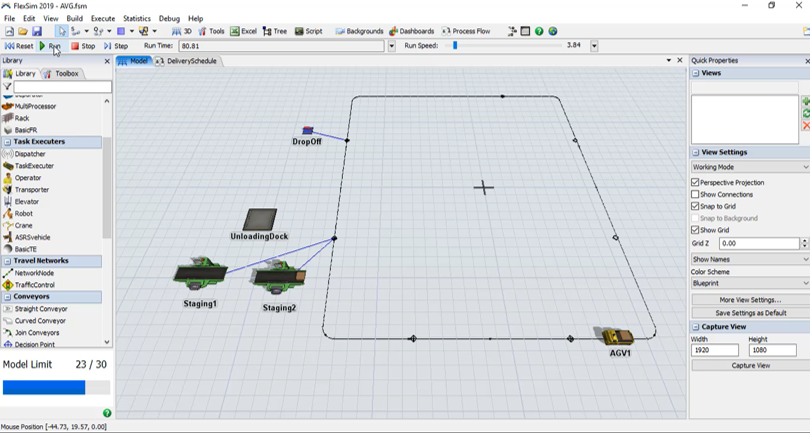 FlexSim 2019 - AVG.fsm
File Edit View Build Execute Statistics Debug Help
3D Tools Excel Tree Script Backgrounds Dashboards Process Flow
Reset Run Stop Step Run Time: 80.81 Run Speed: 3.84
Library
Library Toolbox
MultiProcessor
Rack
BasicFR
Task Executers
Dispatcher
TaskExecuter
Operator
Transporter
Elevator
Robot
Crane
ASRSvehicle
BasicTE
Travel Networks
NetworkNode
TrafficControl
Conveyors
Straight Conveyor
Curved Conveyor
Join Conveyors
Decision Point
Model Limit 23 / 30
Model DeliverySchedule
DropOff
UnloadingDock
Staging1
Staging2
AGV1
Quick Properties
Views
View Settings
Working Mode
Perspective Projection
Show Connections
Snap to Grid
Snap to Background
Show Grid
Grid Z 0.00
Show Names
Color Scheme
Blueprint
More View Settings...
Save Settings as Default
Capture View
Width Height
1920 1080
Capture View
Mouse Position [-44.73, 19.57, 0.00]